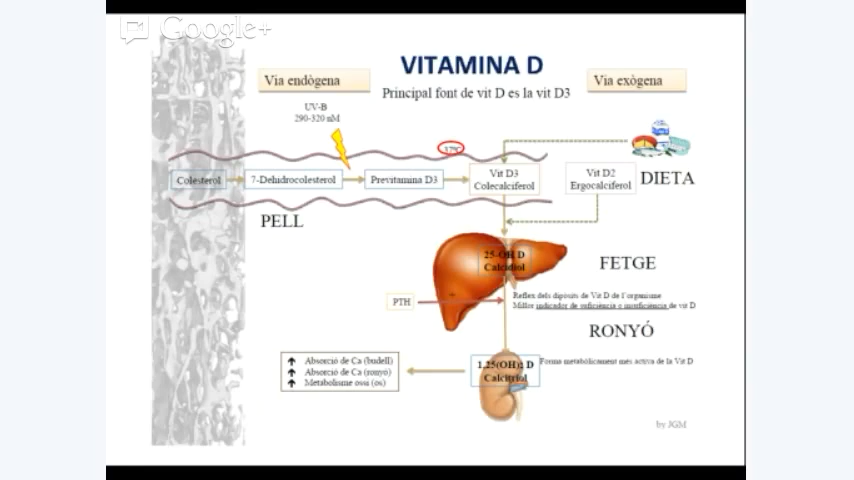 Google+
VITAMINA D
Via endògena
Via exògena
Principal font de vit D es la vit D3
UV-B
290-320 nM
37ºC
Colesterol
7-Dehidrocolesterol
Previtamina D3
Vit D3
Colecalciferol
Vit D2
Ergocalciferol
DIETA
PELL
25-OH D
Calcidiol
FETGE
PTH
Reflex dels diposits de Vit D de l'organisme
Millor indicador de suficiència o insuficiència de vit D
RONYÓ
Absorció de Ca (budell)
Absorció de Ca (ronyó)
Metabolisme ossi (os)
1,25(OH)2 D
Calcitriol
Forma metabòlicament més activa de la Vit D
by JGM